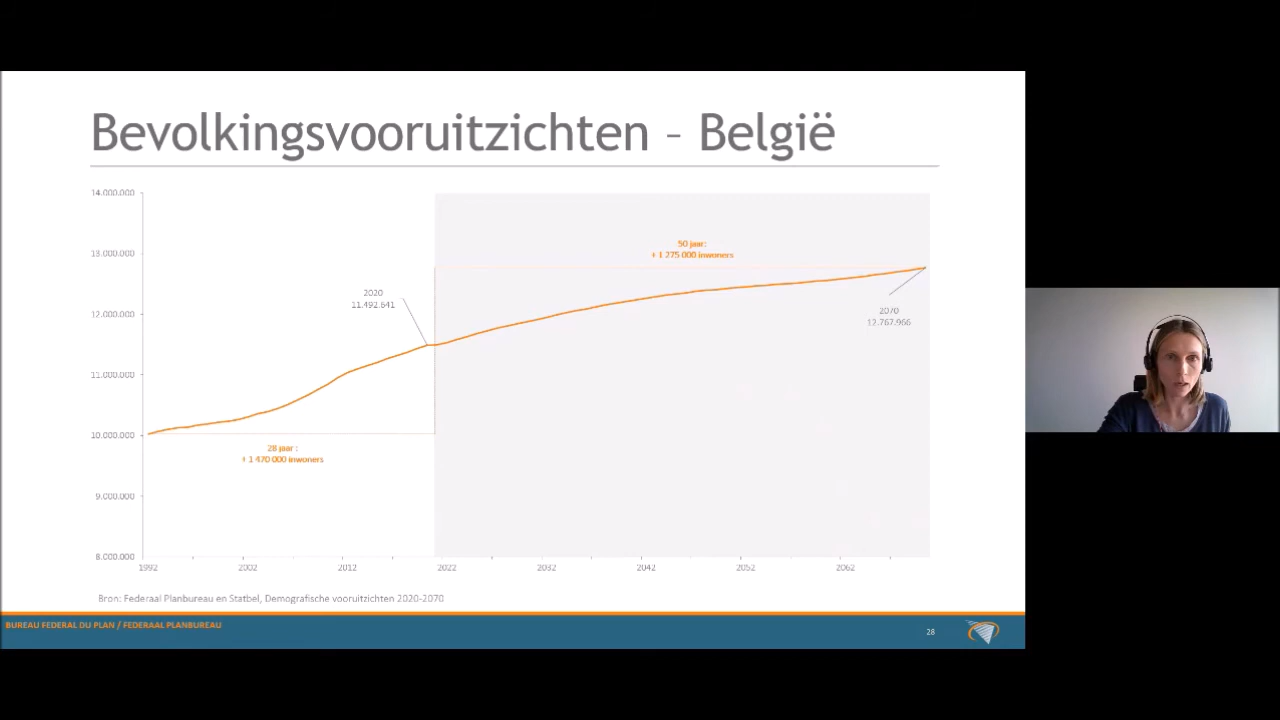 Bevolkingsvooruitzichten – België
14.000.000
13.000.000
12.000.000
11.000.000
10.000.000
9.000.000
8.000.000
50 jaar:
+ 1 275 000 inwoners
2020
11.492.641
2070
12.767.966
28 jaar :
+ 1 470 000 inwoners
1992 2002 2012 2022 2032 2042 2052 2062
Bron: Federaal Planbureau en Statbel, Demografische vooruitzichten 2020-2070
BUREAU FEDERAL DU PLAN / FEDERAAL PLANBUREAU
28